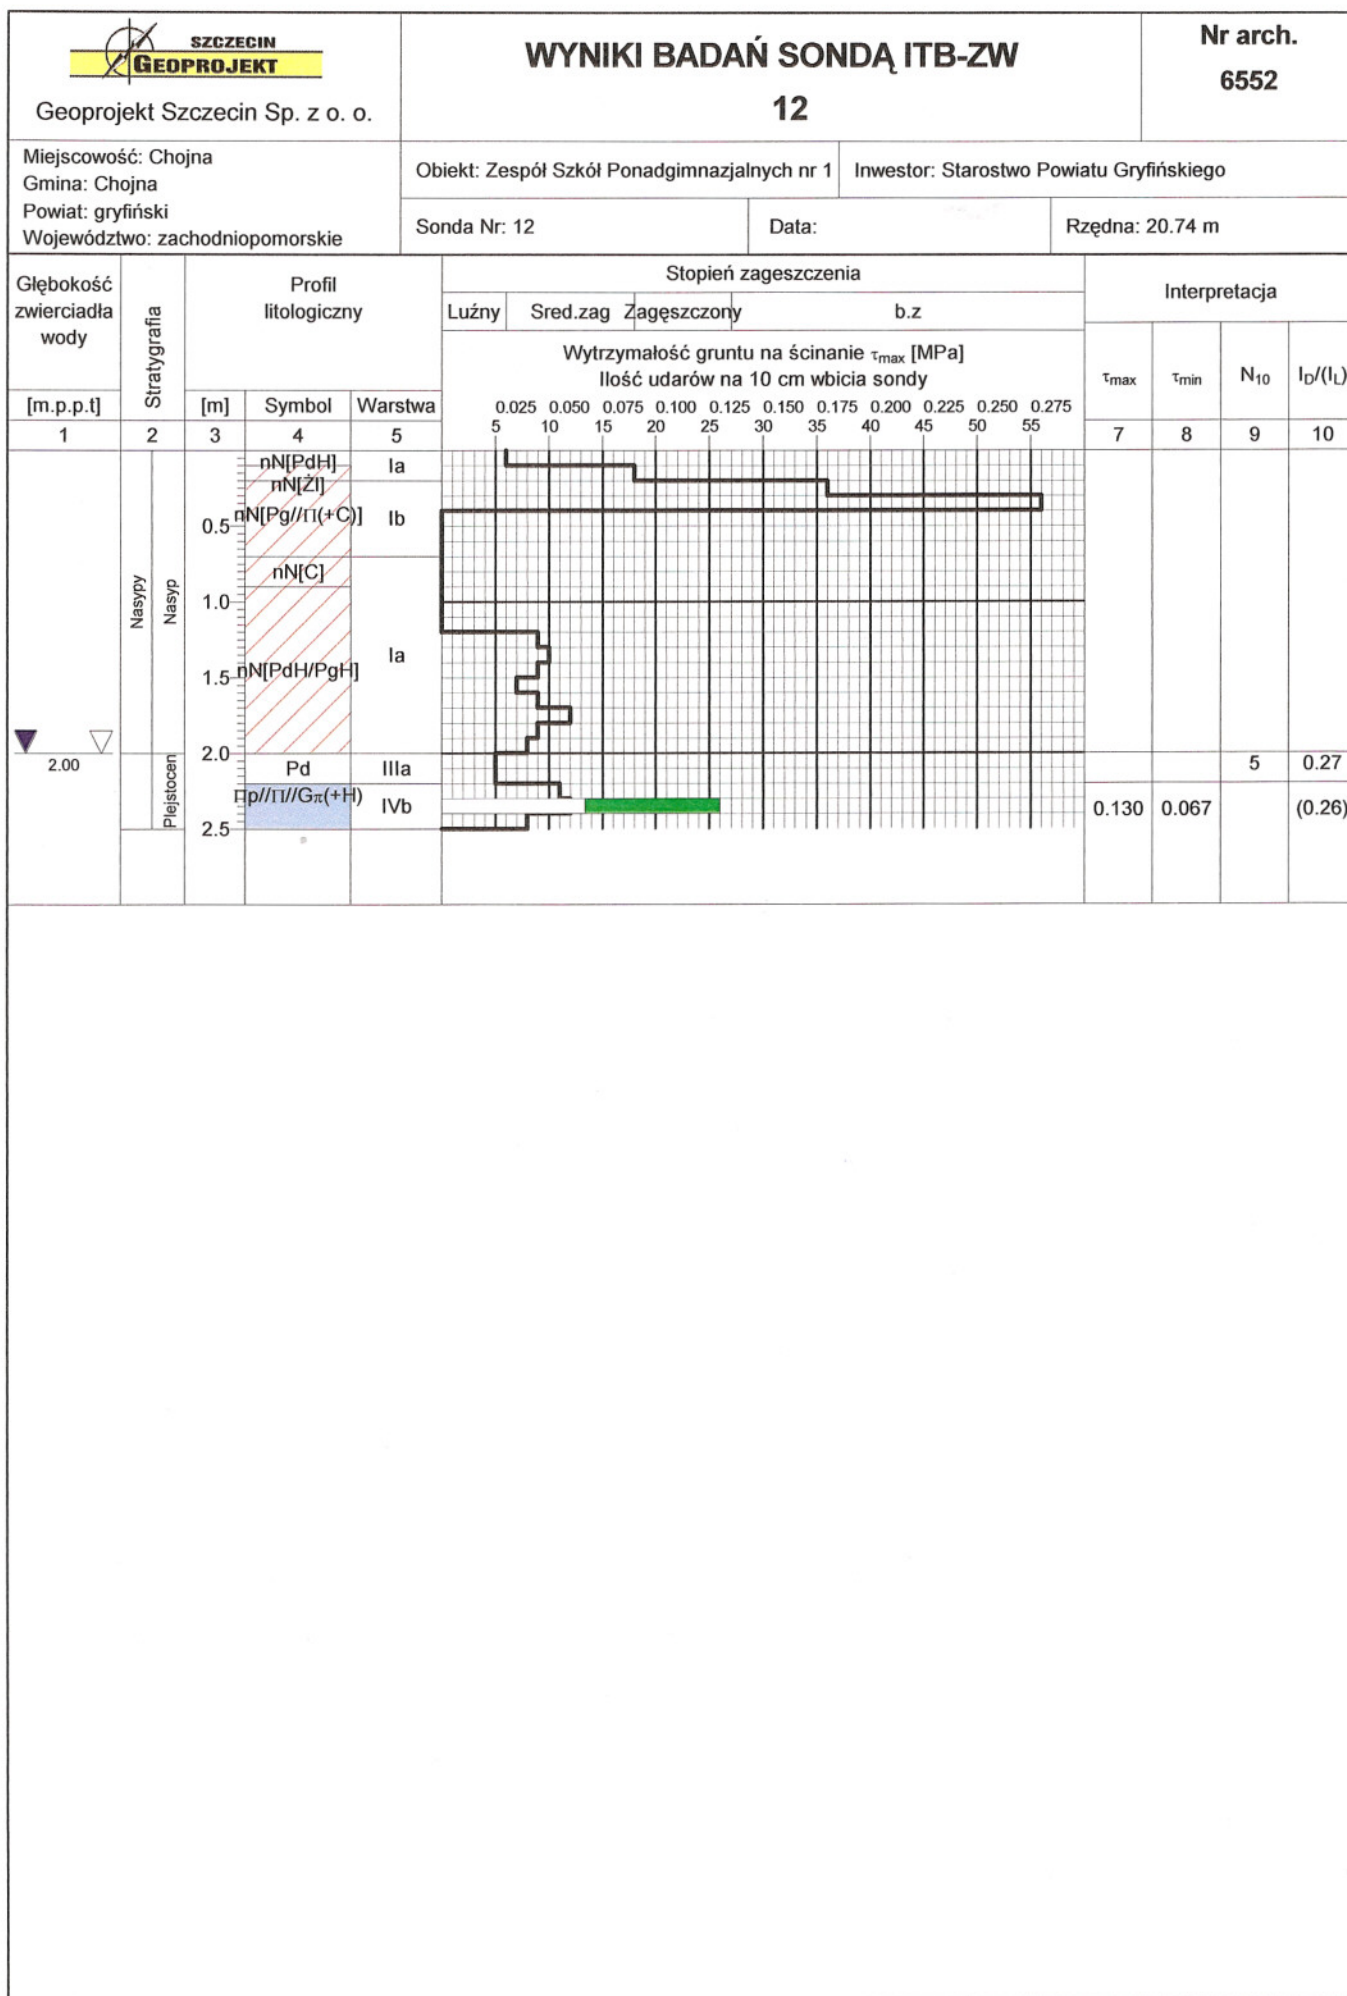 SZCZECIN
GEOPROJEKT
Geoprojekt Szczecin Sp. z o. o.
WYNIKI BADAŃ SONDĄ ITB-ZW
12
Nr arch.
6552
Miejscowość: Chojna
Gmina: Chojna
Powiat: gryfiński
Województwo: zachodniopomorskie
Obiekt: Zespół Szkół Ponadgimnazjalnych nr 1
Inwestor: Starostwo Powiatu Gryfińskiego
Sonda Nr: 12
Data:
Rzędna: 20.74 m
Głębokość
zwierciadła
wody
[m.p.p.t]
Stratygrafia
Profil
litologiczny
[m] Symbol Warstwa
Stopień zageszczenia
Luźny Sred.zag Zagęszczony b.z
Wytrzymałość gruntu na ścinanie τmax [MPa]
Ilość udarów na 10 cm wbicia sondy
0.025 0.050 0.075 0.100 0.125 0.150 0.175 0.200 0.225 0.250 0.275
5 10 15 20 25 30 35 40 45 50 55
Interpretacja
τmax τmin N10 ID/(IL)
1 2 3 4 5 7 8 9 10
nN[PdH] Ia
nN[Żl]
0.5 nN[Pg//Π(+C)] Ib
nN[C]
1.0
Nasypy Nasyp
Ia
1.5 nN[PdH/PgH]
2.0
2.00
Plejstocen
Pd IIIa 5 0.27
Πp//Π//Gπ(+H) IVb 0.130 0.067 (0.26)
2.5